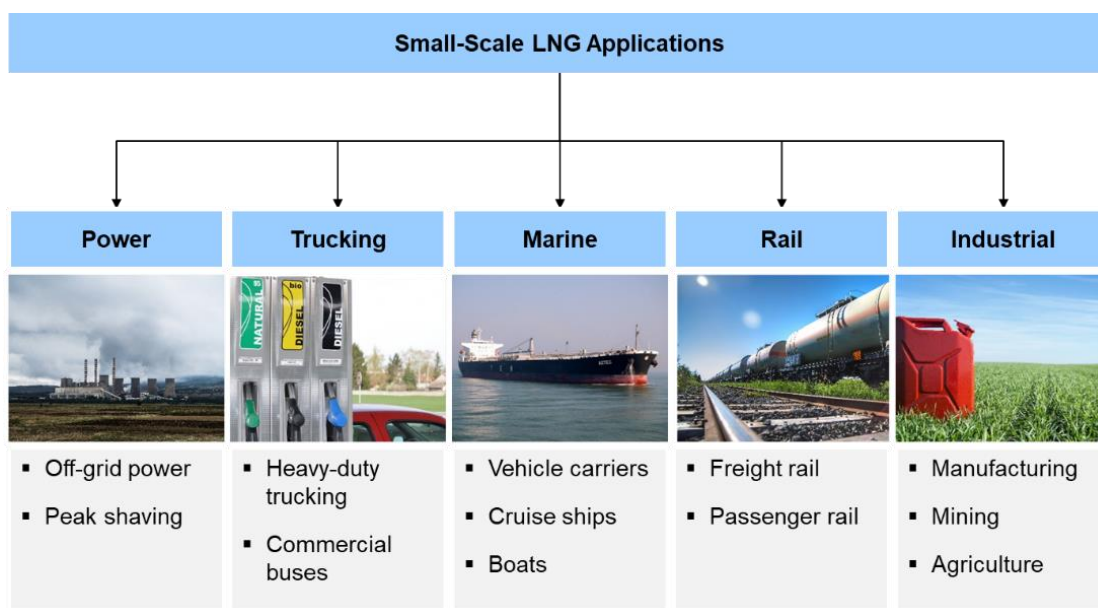 Small-Scale LNG Applications
Power
Trucking
Marine
Rail
Industrial
NATURAL 95
bio
DIESEL
DIESEL
▪ Off-grid power
▪ Peak shaving
▪ Heavy-duty
trucking
▪ Commercial
buses
▪ Vehicle carriers
▪ Cruise ships
▪ Boats
▪ Freight rail
▪ Passenger rail
▪ Manufacturing
▪ Mining
▪ Agriculture